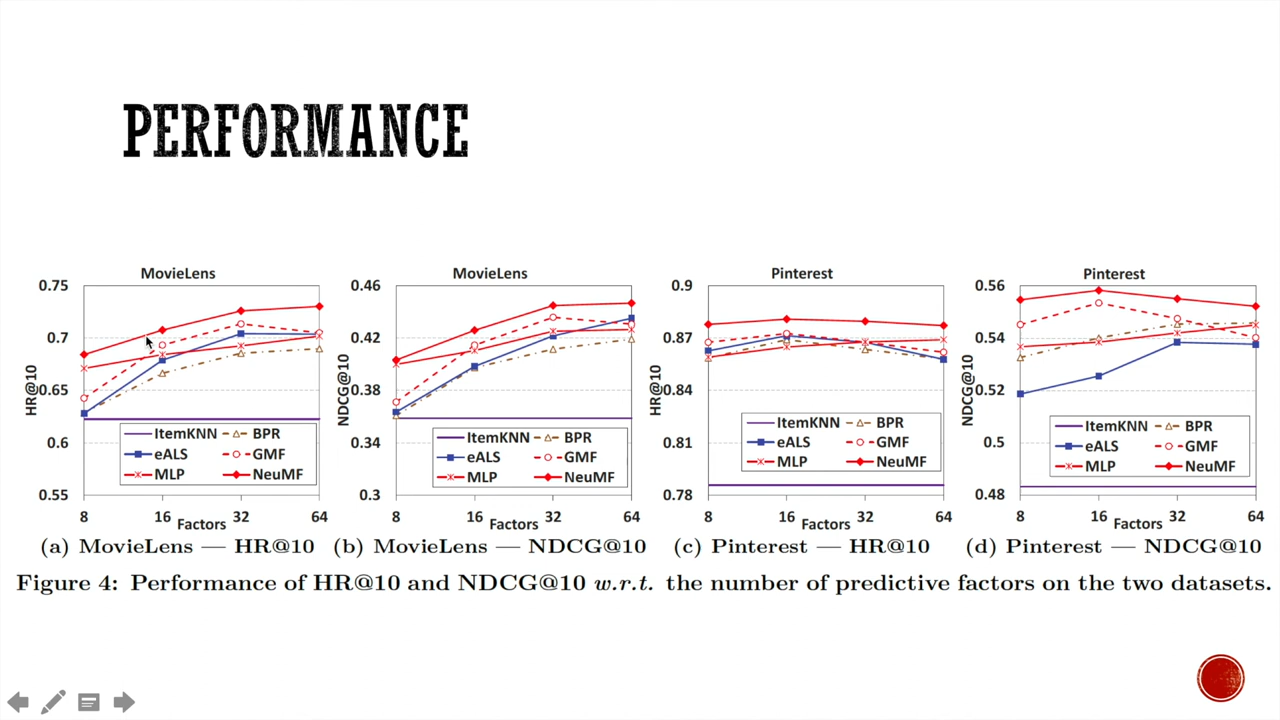 PERFORMANCE
MovieLens
0.75
0.7
0.65
0.6
0.55
HR@10
8 16 32 64
Factors
ItemKNN BPR
eALS GMF
MLP NeuMF
(a) MovieLens — HR@10
MovieLens
0.46
0.42
0.38
0.34
0.3
NDCG@10
8 16 32 64
Factors
ItemKNN BPR
eALS GMF
MLP NeuMF
(b) MovieLens — NDCG@10
Pinterest
0.9
0.87
0.84
0.81
0.78
HR@10
8 16 32 64
Factors
ItemKNN BPR
eALS GMF
MLP NeuMF
(c) Pinterest — HR@10
Pinterest
0.56
0.54
0.52
0.5
0.48
NDCG@10
8 16 32 64
Factors
ItemKNN BPR
eALS GMF
MLP NeuMF
(d) Pinterest — NDCG@10
Figure 4: Performance of HR@10 and NDCG@10 w.r.t. the number of predictive factors on the two datasets.